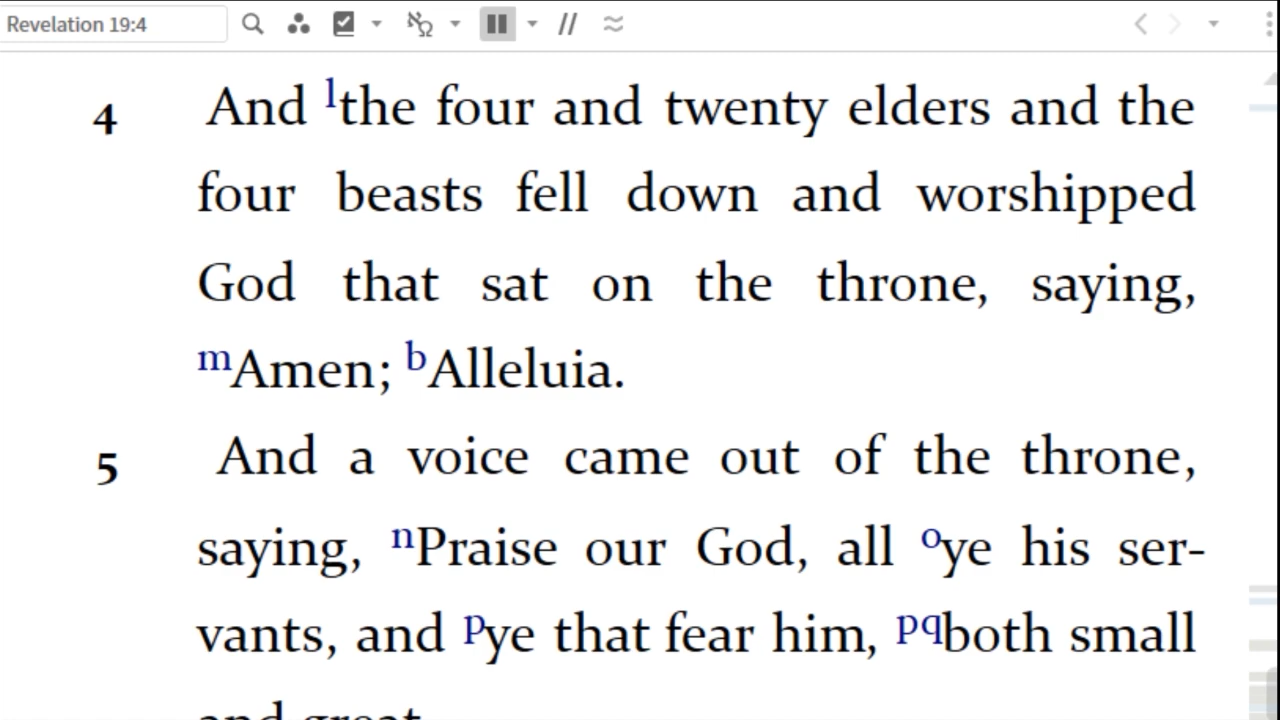 Revelation 19:4
4 And lthe four and twenty elders and the
four beasts fell down and worshipped
God that sat on the throne, saying,
mAmen; bAlleluia.
5 And a voice came out of the throne,
saying, nPraise our God, all oye his ser-
vants, and pye that fear him, pqboth small
and great.